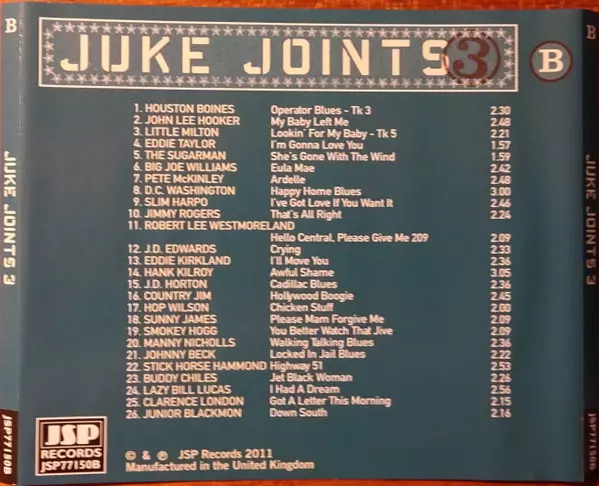 B
JUKE JOINTS 3
JSP77150B
JUKE JOINTS 3
B
1. HOUSTON BOINES Operator Blues - Tk 3 2.30
2. JOHN LEE HOOKER My Baby Left Me 2.48
3. LITTLE MILTON Lookin' For My Baby - Tk 5 2.21
4. EDDIE TAYLOR I'm Gonna Love You 1.57
5. THE SUGARMAN She's Gone With The Wind 1.59
6. BIG JOE WILLIAMS Eula Mae 2.42
7. PETE McKINLEY Ardelle 2.48
8. D.C. WASHINGTON Happy Home Blues 3.00
9. SLIM HARPO I've Got Love If You Want It 2.46
10. JIMMY ROGERS That's All Right 2.24
11. ROBERT LEE WESTMORELAND
Hello Central, Please Give Me 209 2.09
12. J.D. EDWARDS Crying 2.33
13. EDDIE KIRKLAND I'll Move You 2.36
14. HANK KILROY Awful Shame 3.05
15. J.D. HORTON Cadillac Blues 2.36
16. COUNTRY JIM Hollywood Boogie 2.45
17. HOP WILSON Chicken Stuff 2.00
18. SUNNY JAMES Please Mam Forgive Me 2.09
19. SMOKEY HOGG You Better Watch That Jive 2.09
20. MANNY NICHOLLS Walking Talking Blues 2.36
21. JOHNNY BECK Locked In Jail Blues 2.22
22. STICK HORSE HAMMOND Highway 51 2.53
23. BUDDY CHILES Jet Black Woman 2.26
24. LAZY BILL LUCAS I Had A Dream 2.56
25. CLARENCE LONDON Got A Letter This Morning 2.15
26. JUNIOR BLACKMON Down South 2.16
JSP
RECORDS
JSP77150B
© & ℗ JSP Records 2011
Manufactured in the United Kingdom
B
JUKE JOINTS 3
JSP77150B